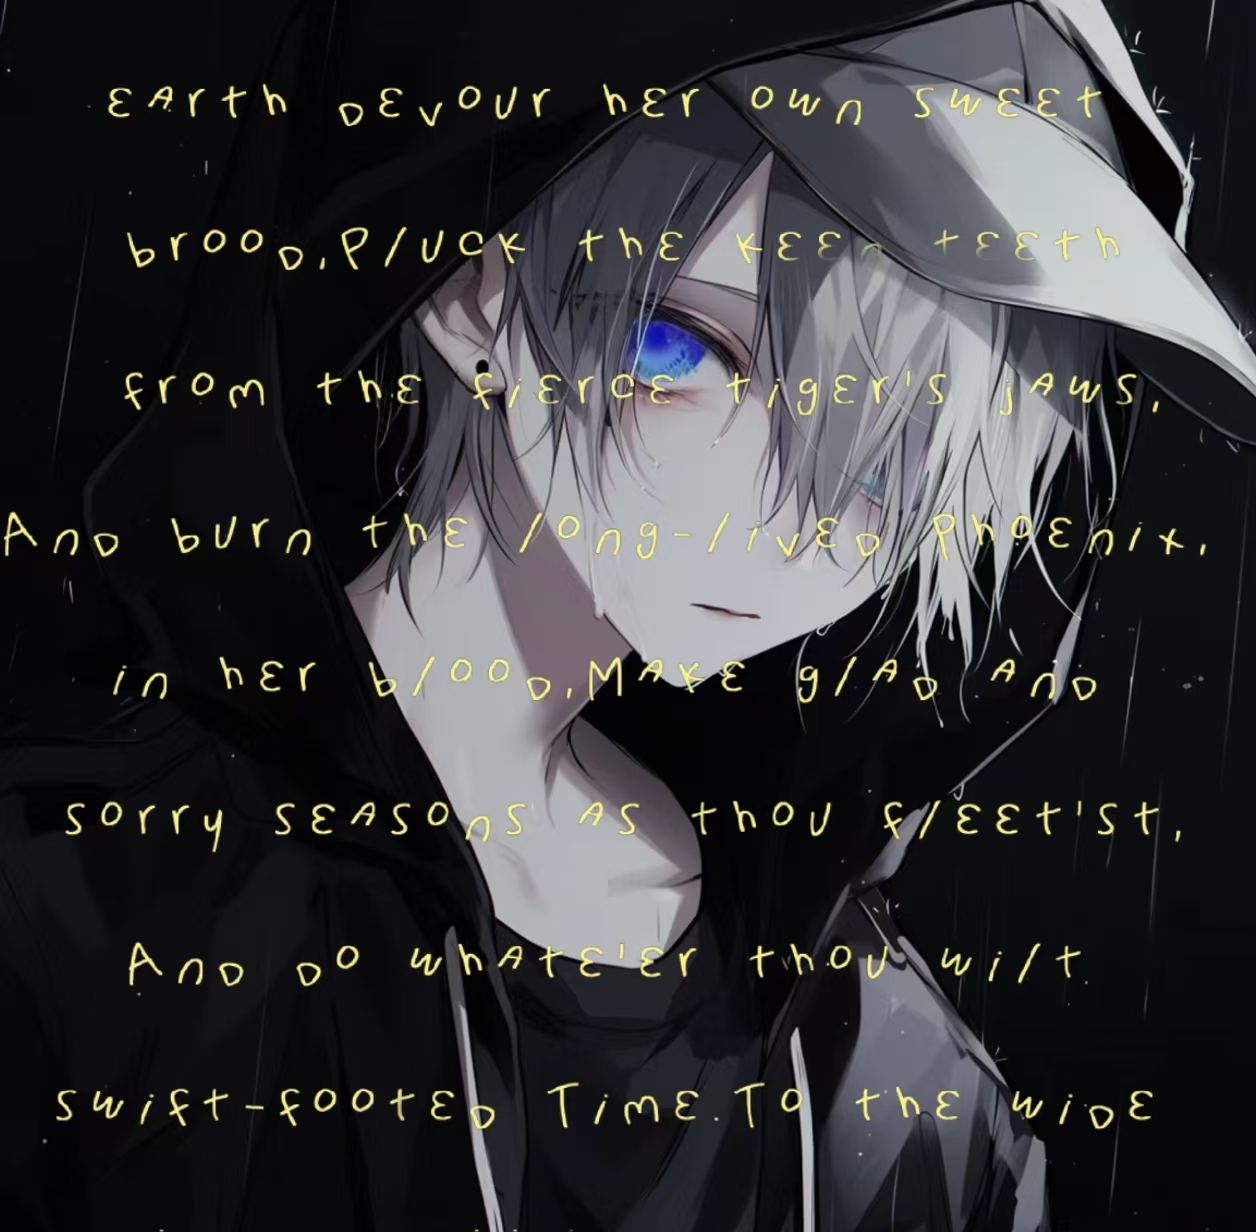 EArth DEvour hEr own swEEt
brooD,Pluck thE kEEn tEEth
from thE fiErcE tigEr's jAws,
AnD burn thE long-livED PhoEnix,
in hEr blooD,MAkE glAD AnD
sorry sEAsons As thou flEEt'st,
AnD Do whAtE'Er thou wilt
swift-footED TimE.To thE wiDE